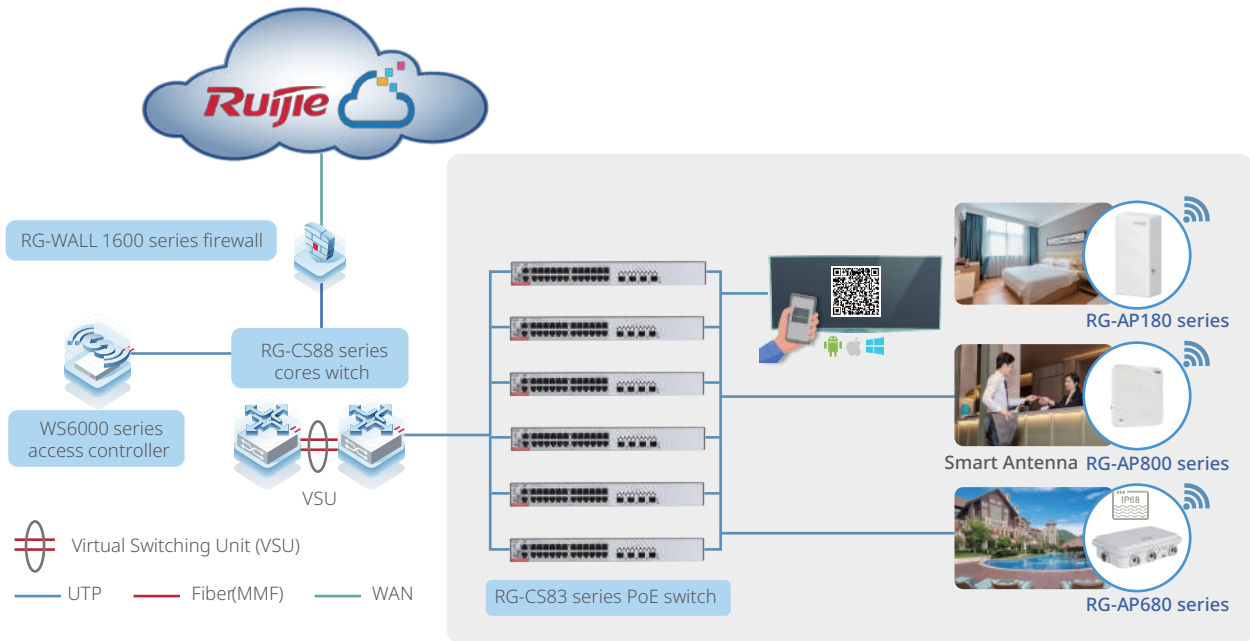 Ruijie
RG-WALL 1600 series firewall
RG-CS88 series
cores witch
WS6000 series
access controller
VSU
Virtual Switching Unit (VSU)
UTP
Fiber(MMF)
WAN
RG-CS83 series PoE switch
RG-AP180 series
Smart Antenna
RG-AP800 series
IP68
RG-AP680 series